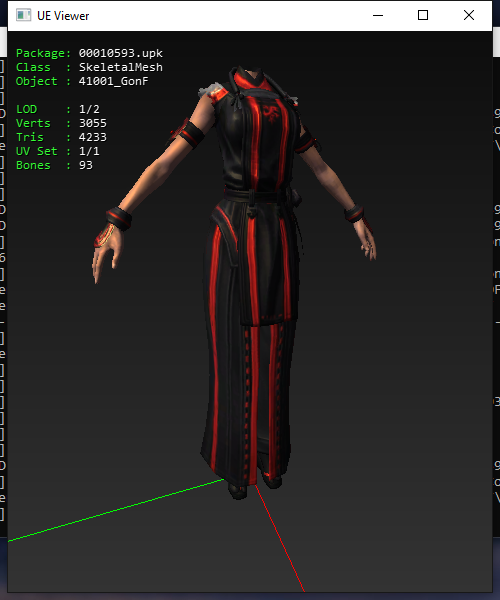 UE Viewer
Package: 00010593.upk
Class : SkeletalMesh
Object : 41001_GonF
LOD : 1/2
Verts : 3055
Tris : 4233
UV Set : 1/1
Bones : 93